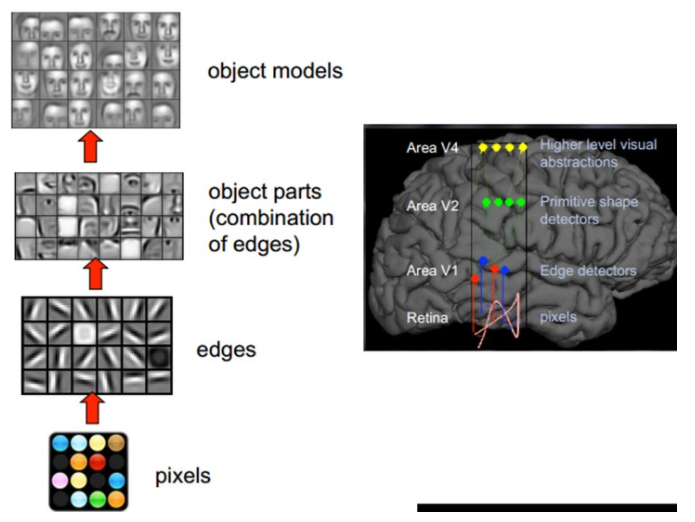 object models
object parts
(combination
of edges)
edges
pixels
Area V4
Higher level visual
abstractions
Area V2
Primitive shape
detectors
Area V1
Edge detectors
Retina
pixels